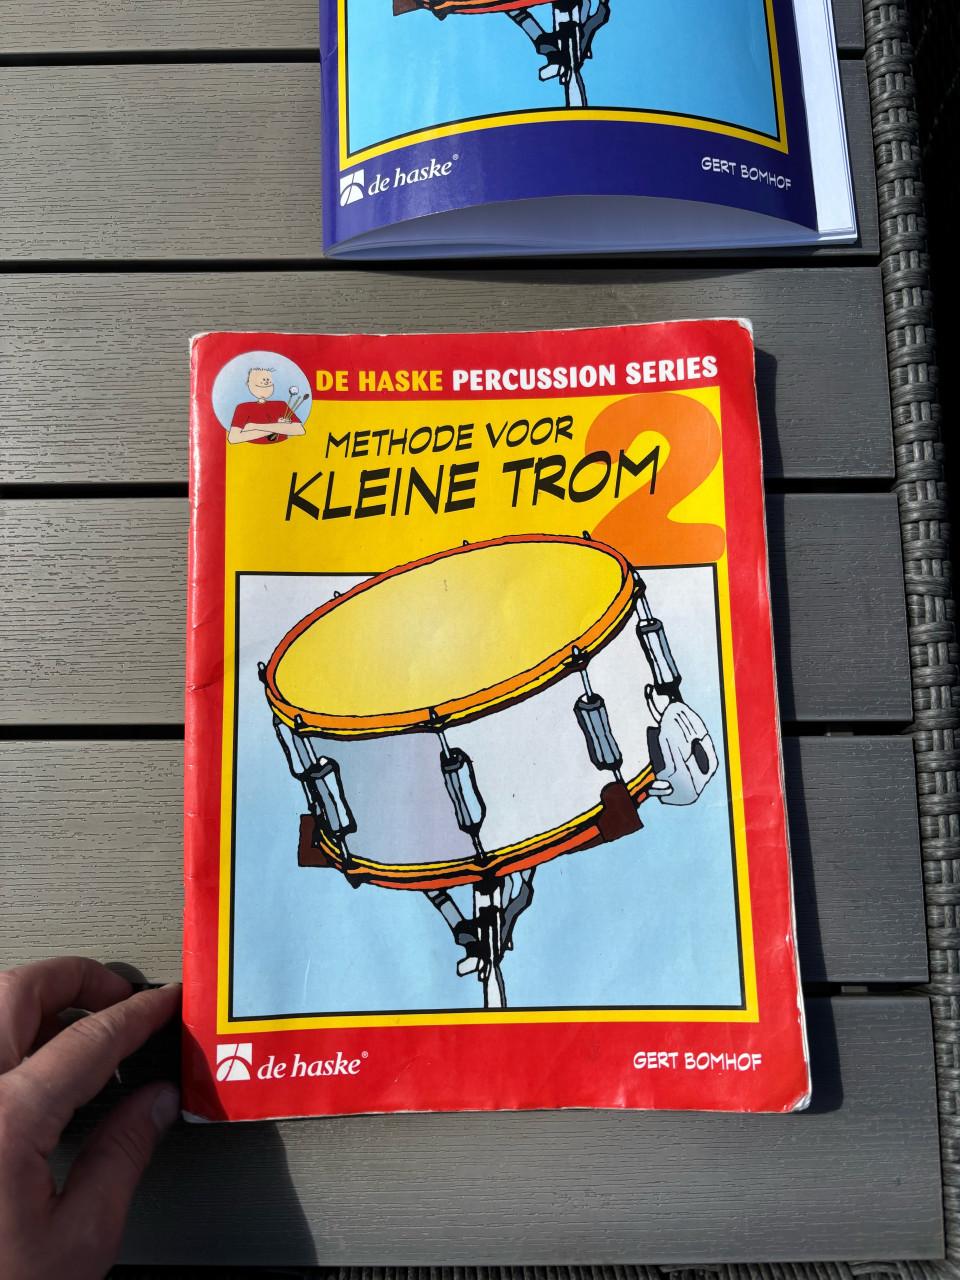 de haske®
GERT BOMHOF
DE HASKE PERCUSSION SERIES
METHODE VOOR
KLEINE TROM
2
de haske®
GERT BOMHOF